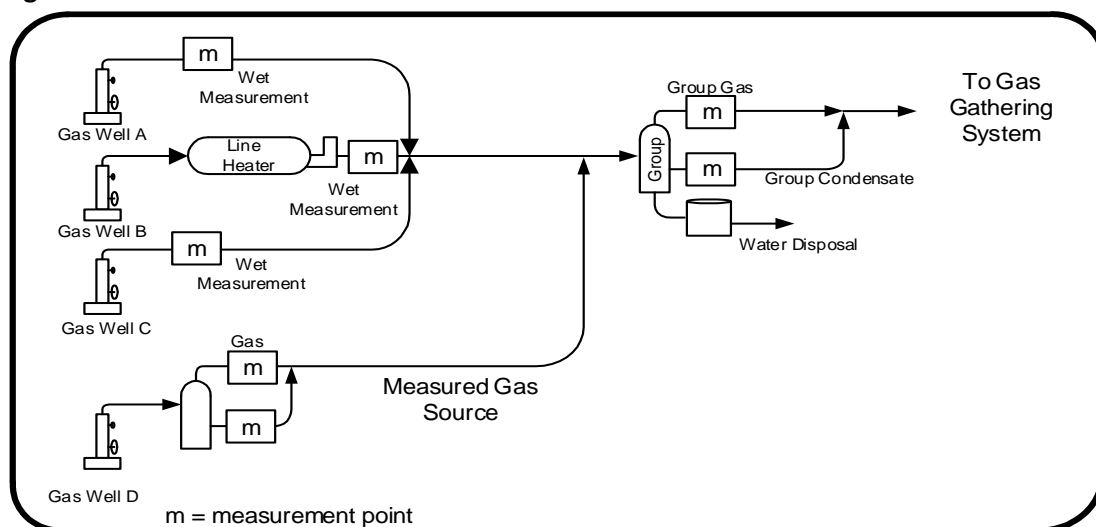 m
Wet
Measurement
Gas Well A
Line
Heater
m
Wet
Measurement
Gas Well B
m
Wet
Measurement
Gas Well C
Group Gas
m
Group
m
Group Condensate
Water Disposal
To Gas
Gathering
System
Gas
m
m
Measured Gas
Source
Gas Well D
m = measurement point